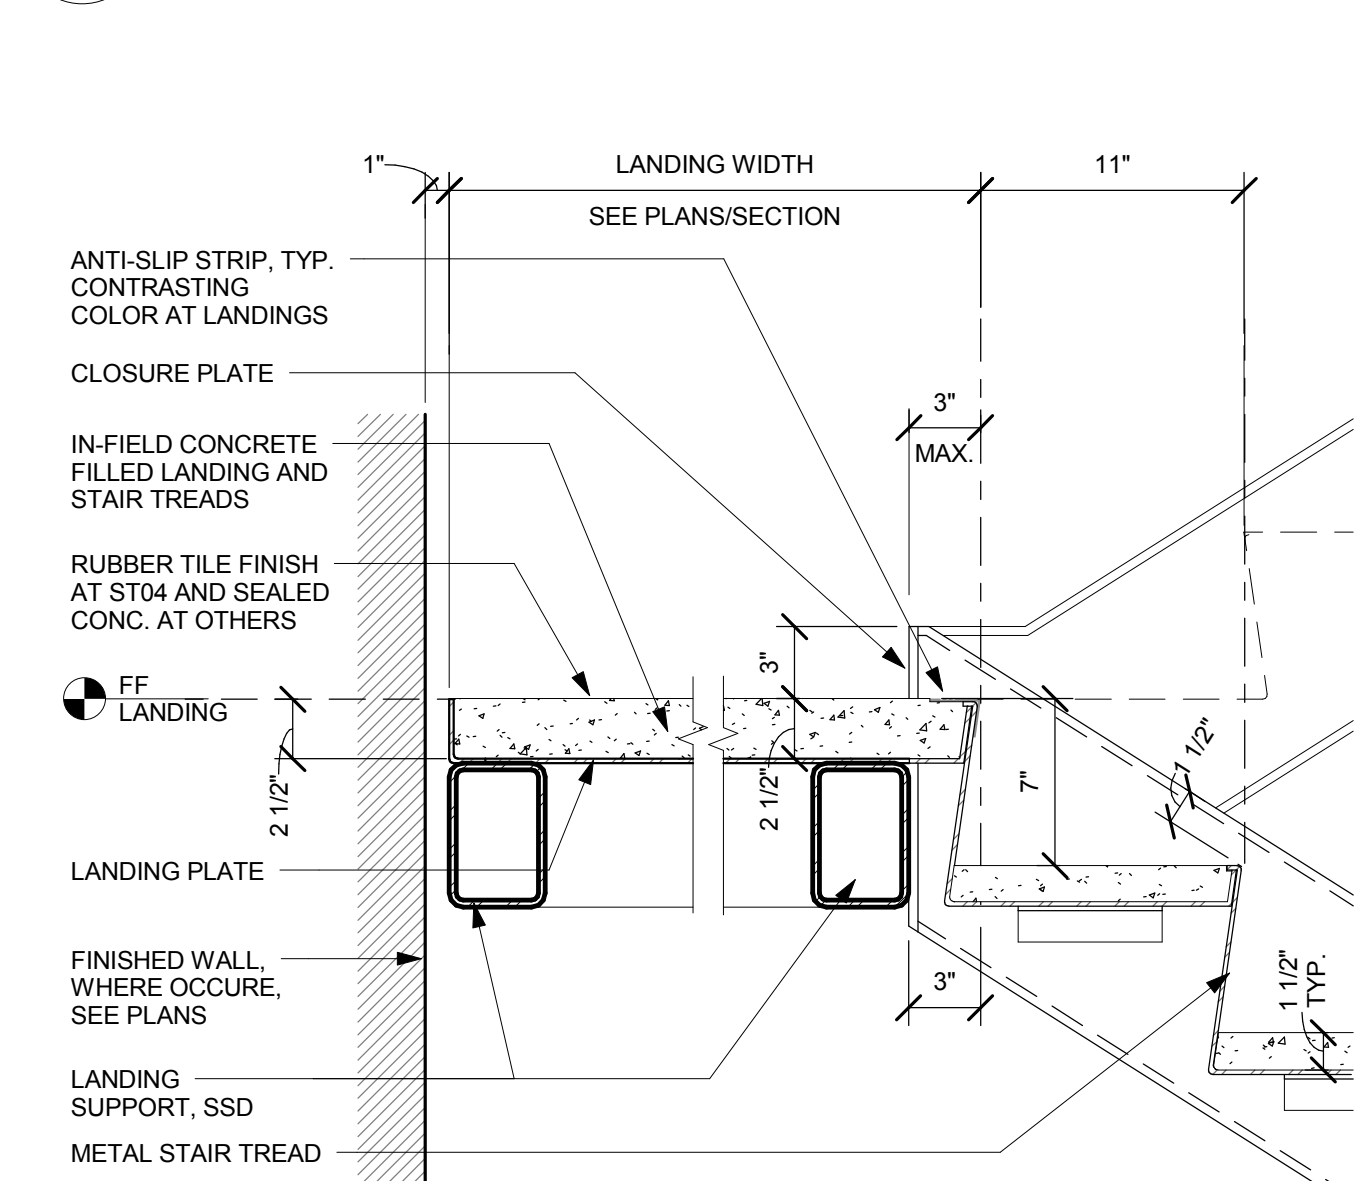 1"
LANDING WIDTH
11"
SEE PLANS/SECTION
ANTI-SLIP STRIP, TYP.
CONTRASTING
COLOR AT LANDINGS
CLOSURE PLATE
3"
MAX.
IN-FIELD CONCRETE
FILLED LANDING AND
STAIR TREADS
RUBBER TILE FINISH
AT ST04 AND SEALED
CONC. AT OTHERS
3"
FF
LANDING
2 1/2"
2 1/2"
7"
1 1/2"
LANDING PLATE
FINISHED WALL,
WHERE OCCURE,
SEE PLANS
3"
1 1/2"
TYP.
LANDING
SUPPORT, SSD
METAL STAIR TREAD